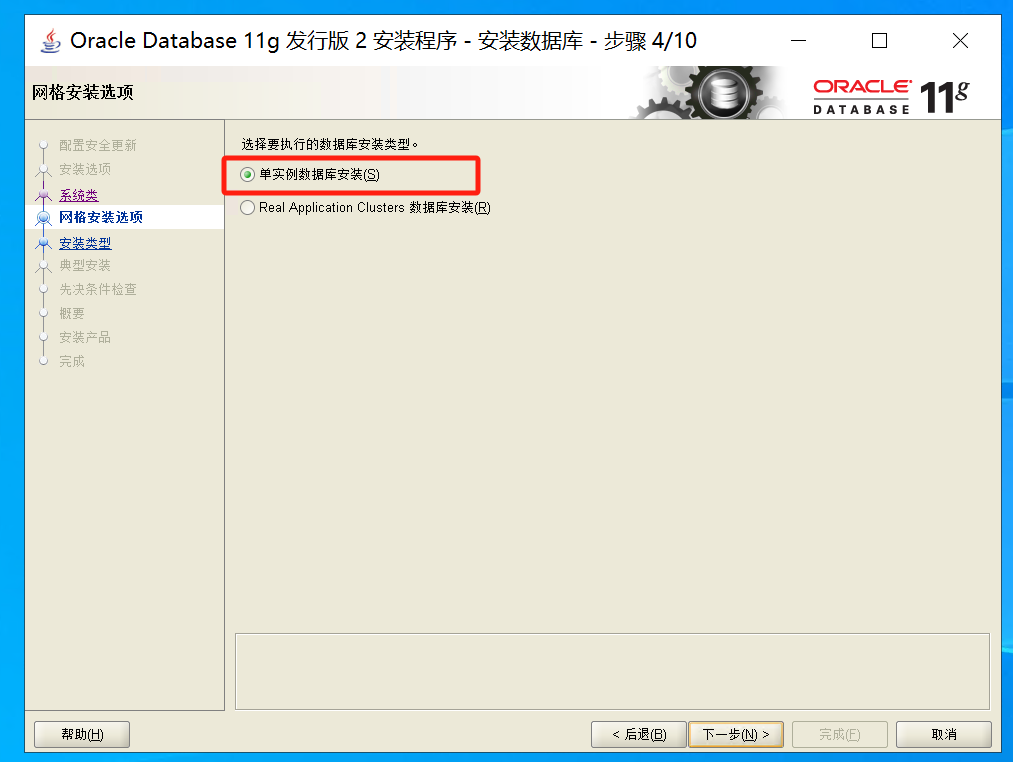 Oracle Database 11g 发行版 2 安装程序 - 安装数据库 - 步骤 4/10
网格安装选项
ORACLE 11g
DATABASE
配置安全更新
安装选项
系统类
网格安装选项
安装类型
典型安装
先决条件检查
概要
安装产品
完成
选择要执行的数据库安装类型。
单实例数据库安装(S)
Real Application Clusters 数据库安装(R)
帮助(H)
< 后退(B)
下一步(N) >
完成(F)
取消